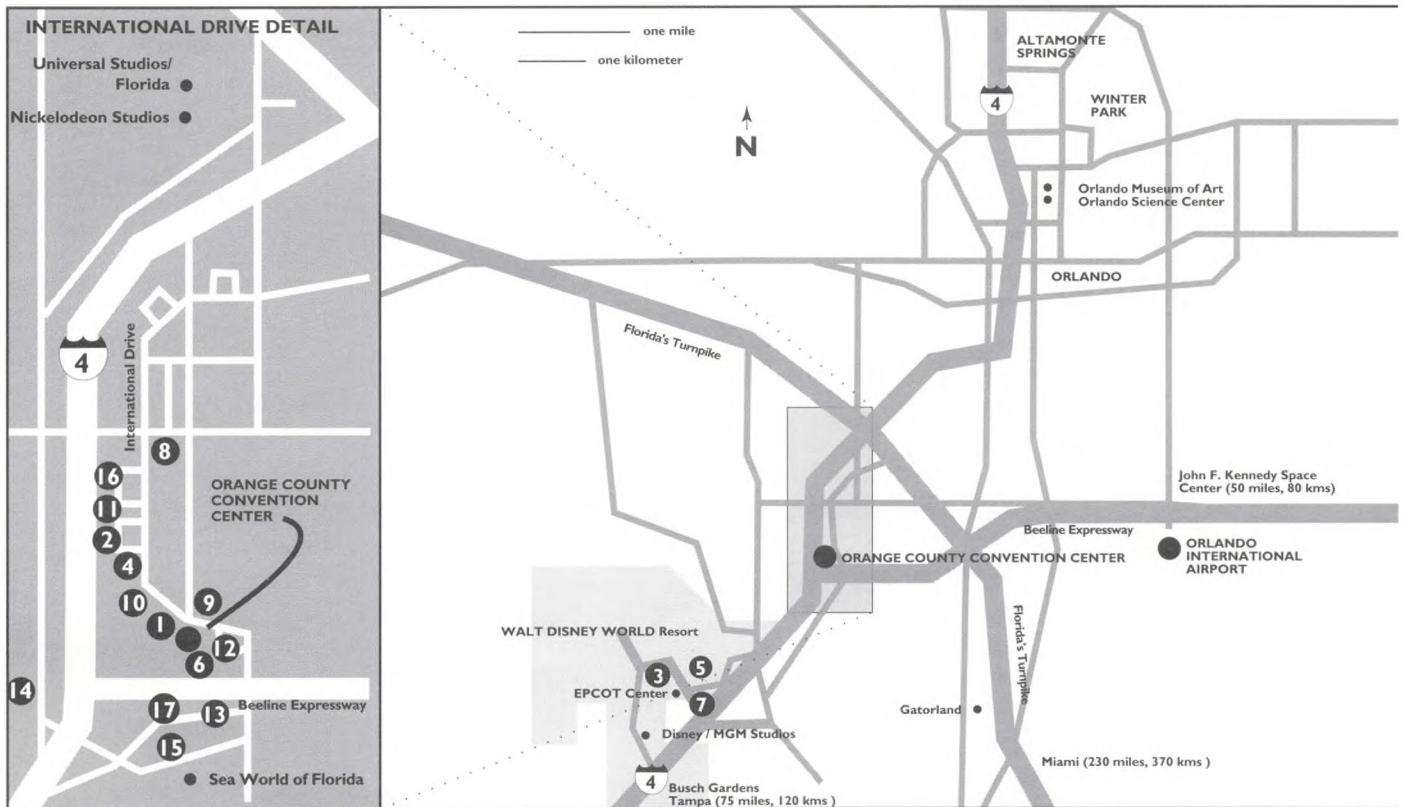 INTERNATIONAL DRIVE DETAIL
Universal Studios/
Florida
Nickelodeon Studios
4
International Drive
8
16
11
2
4
10
1
9
6
12
ORANGE COUNTY
CONVENTION
CENTER
14
17
13
Beeline Expressway
15
Sea World of Florida
one mile
one kilometer
N
ALTAMONTE
SPRINGS
4
WINTER
PARK
Orlando Museum of Art
Orlando Science Center
ORLANDO
Florida's Turnpike
John F. Kennedy Space
Center (50 miles, 80 kms)
Beeline Expressway
ORANGE COUNTY CONVENTION CENTER
ORLANDO
INTERNATIONAL
AIRPORT
WALT DISNEY WORLD Resort
3
5
EPCOT Center
7
Disney / MGM Studios
Gatorland
Florida's Turnpike
4
Busch Gardens
Tampa (75 miles, 120 kms )
Miami (230 miles, 370 kms )